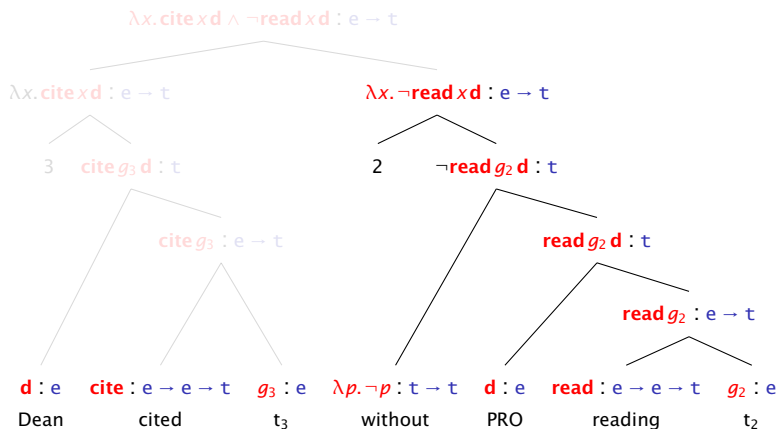 λx. cite x d ∧ ¬read x d : e → t
λx. cite x d : e → t λx. ¬read x d : e → t
3 cite g₃ d : t 2 ¬read g₂ d : t
cite g₃ : e → t read g₂ d : t
read g₂ : e → t
d : e cite : e → e → t g₃ : e λp. ¬p : t → t d : e read : e → e → t g₂ : e
Dean cited t₃ without PRO reading t₂